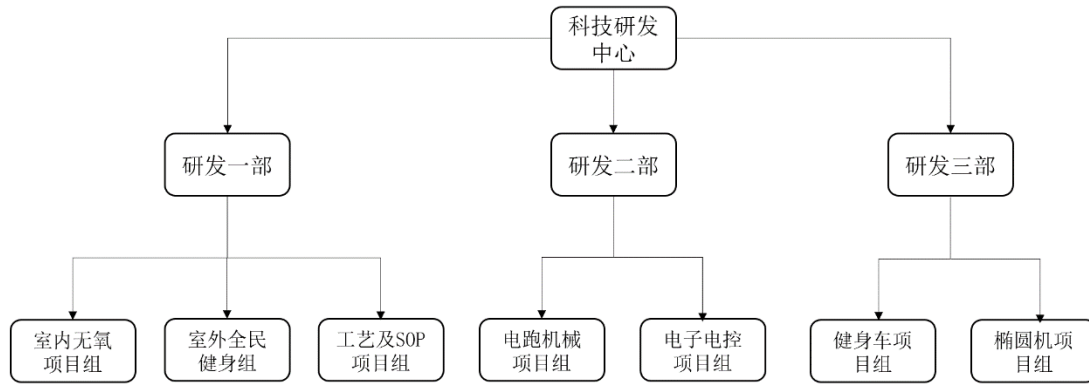 科技研发
中心
研发一部
研发二部
研发三部
室内无氧
项目组
室外全民
健身组
工艺及SOP
项目组
电跑机械
项目组
电子电控
项目组
健身车项
目组
椭圆机项
目组